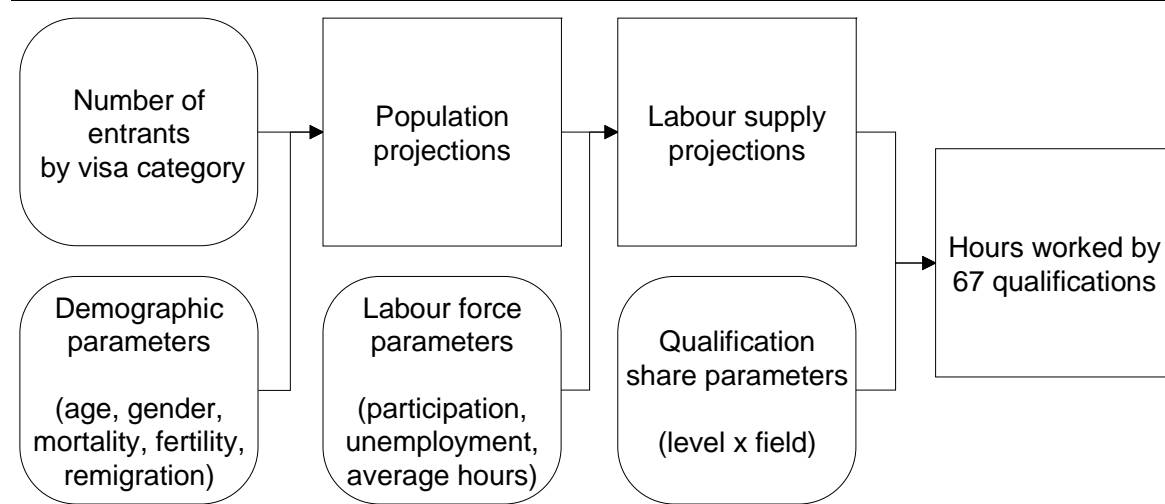 Number of
entrants
by visa category
Population
projections
Labour supply
projections
Hours worked by
67 qualifications
Demographic
parameters
(age, gender,
mortality, fertility,
remigration)
Labour force
parameters
(participation,
unemployment,
average hours)
Qualification
share parameters
(level x field)